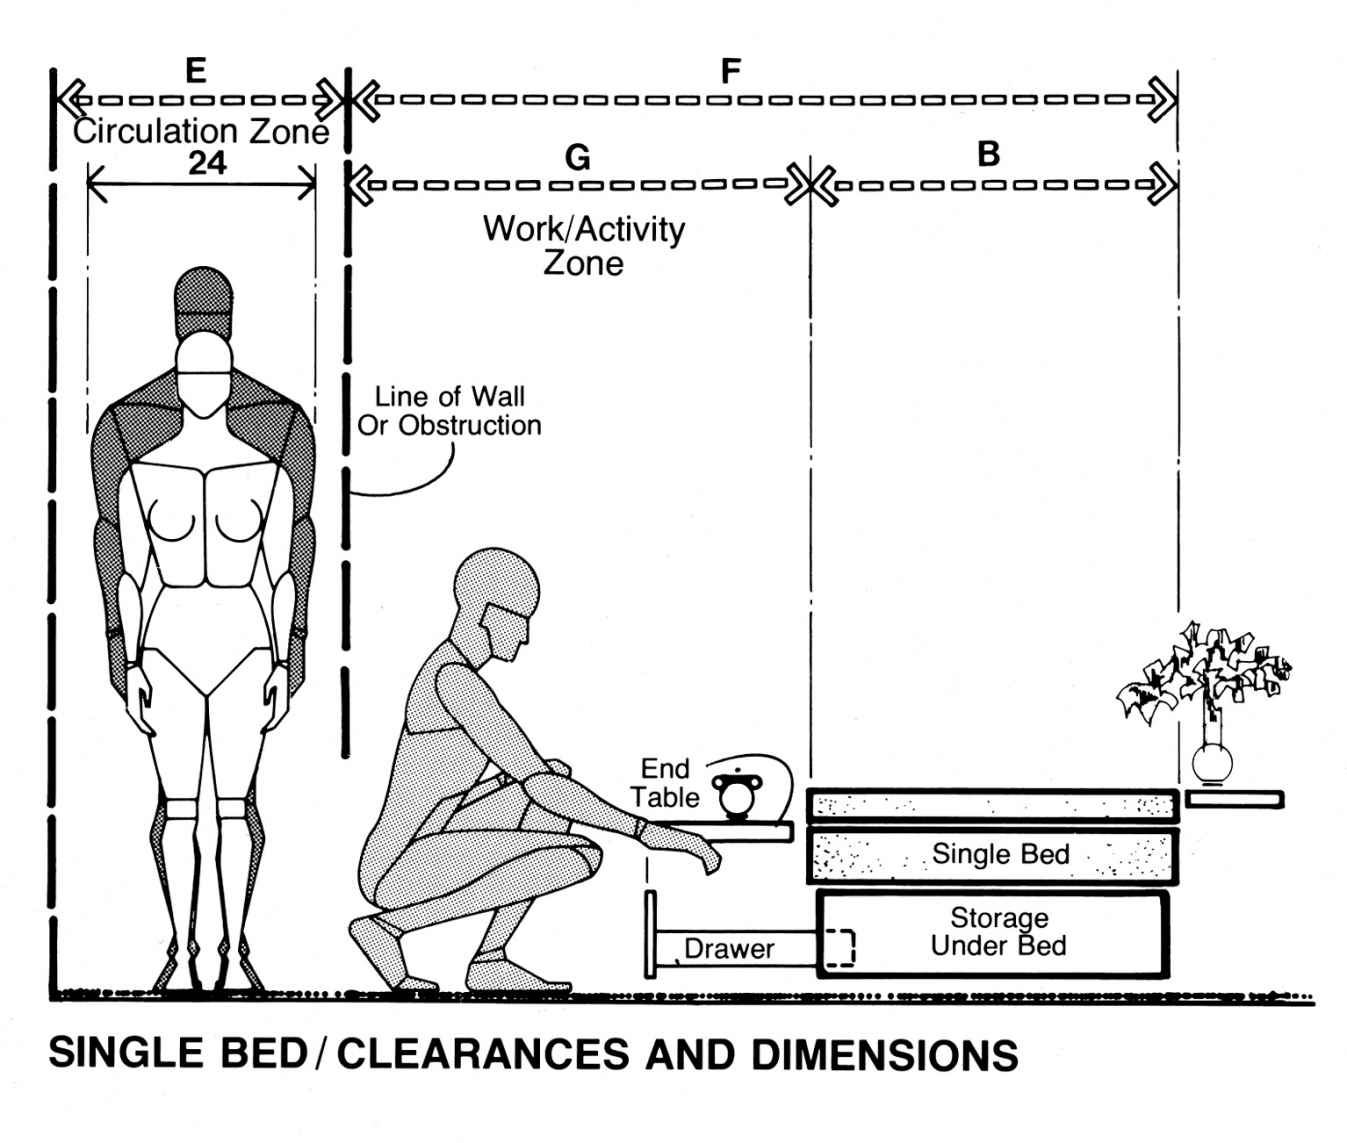 E
F
Circulation Zone
24
G
B
Work/Activity
Zone
Line of Wall
Or Obstruction
End
Table
Single Bed
Storage
Under Bed
Drawer
SINGLE BED/CLEARANCES AND DIMENSIONS